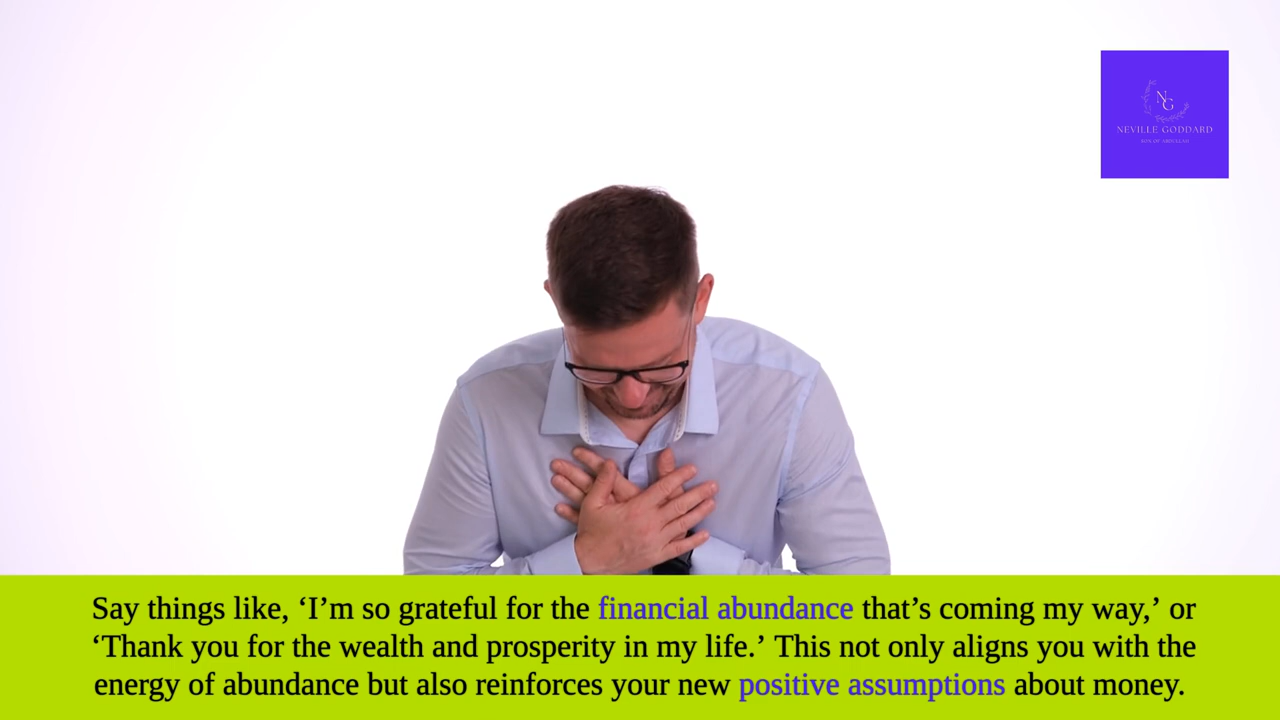 NG
NEVILLE GODDARD
Say things like, ‘I’m so grateful for the financial abundance that’s coming my way,’ or
‘Thank you for the wealth and prosperity in my life.’ This not only aligns you with the
energy of abundance but also reinforces your new positive assumptions about money.